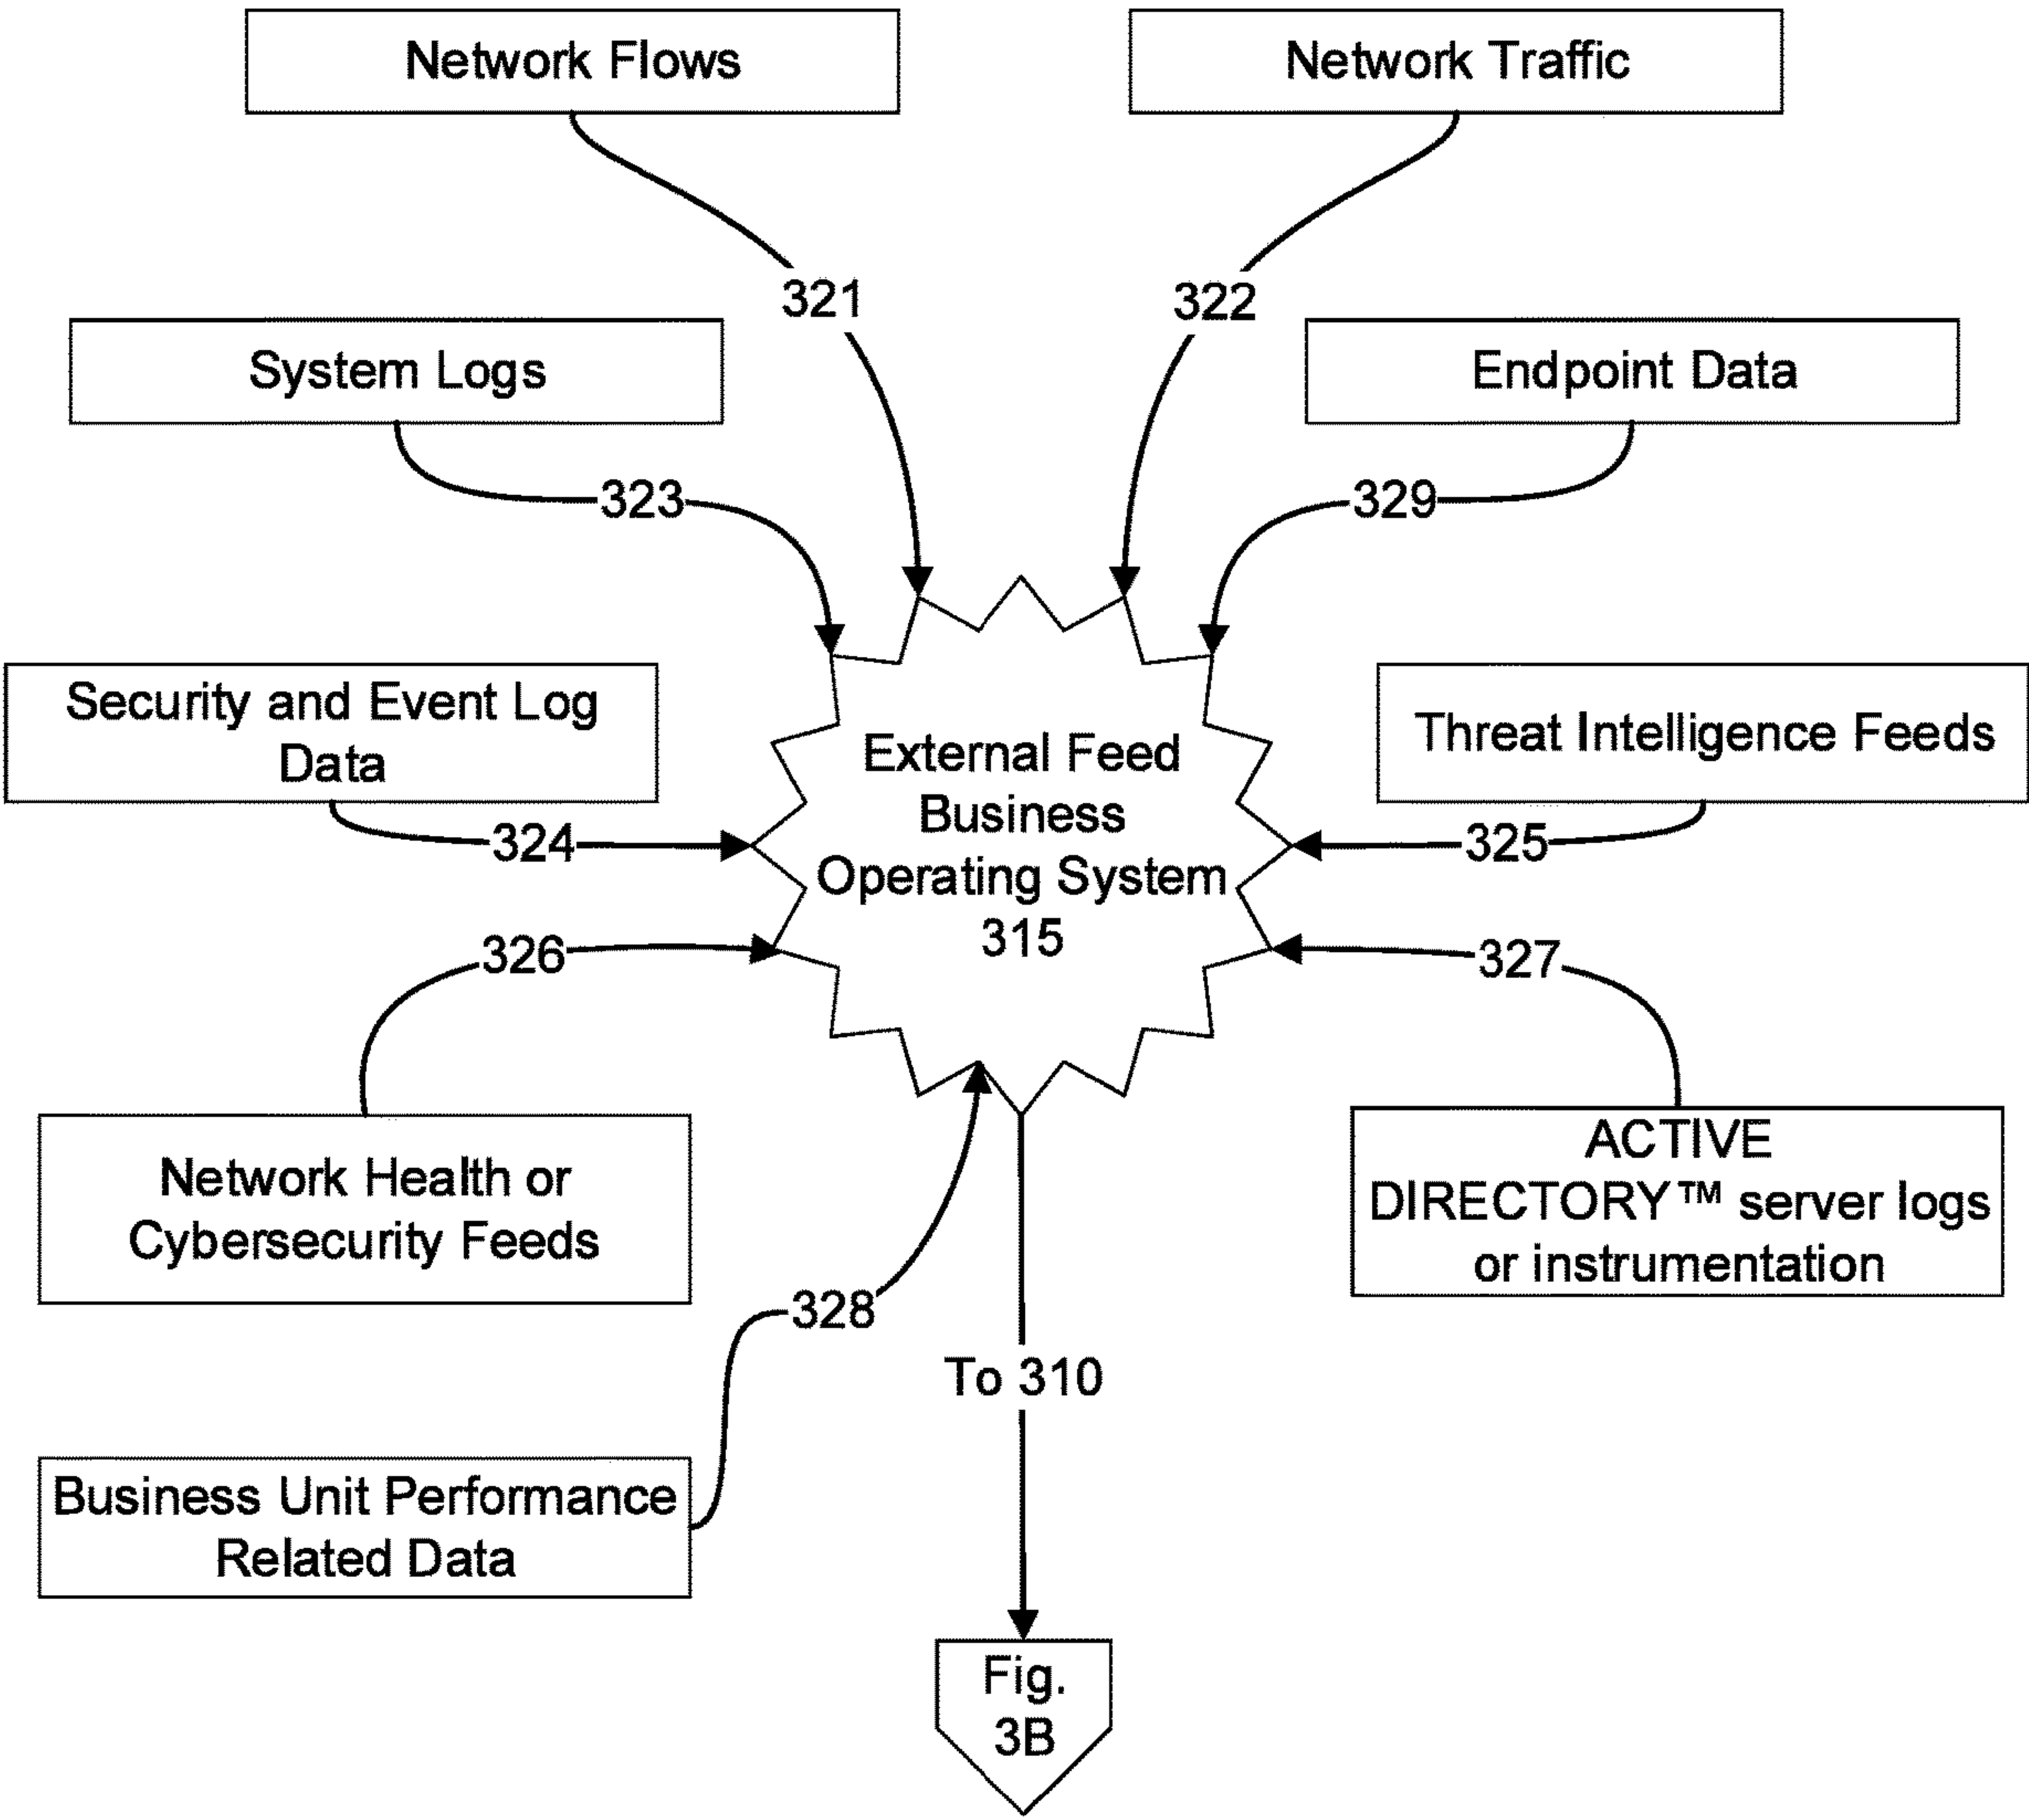 Network Flows
Network Traffic
321
322
System Logs
Endpoint Data
323
329
Security and Event Log
Data
External Feed
Business
Operating System
315
Threat Intelligence Feeds
324
325
326
327
Network Health or
Cybersecurity Feeds
ACTIVE
DIRECTORY™ server logs
or instrumentation
328
To 310
Business Unit Performance
Related Data
Fig.
3B